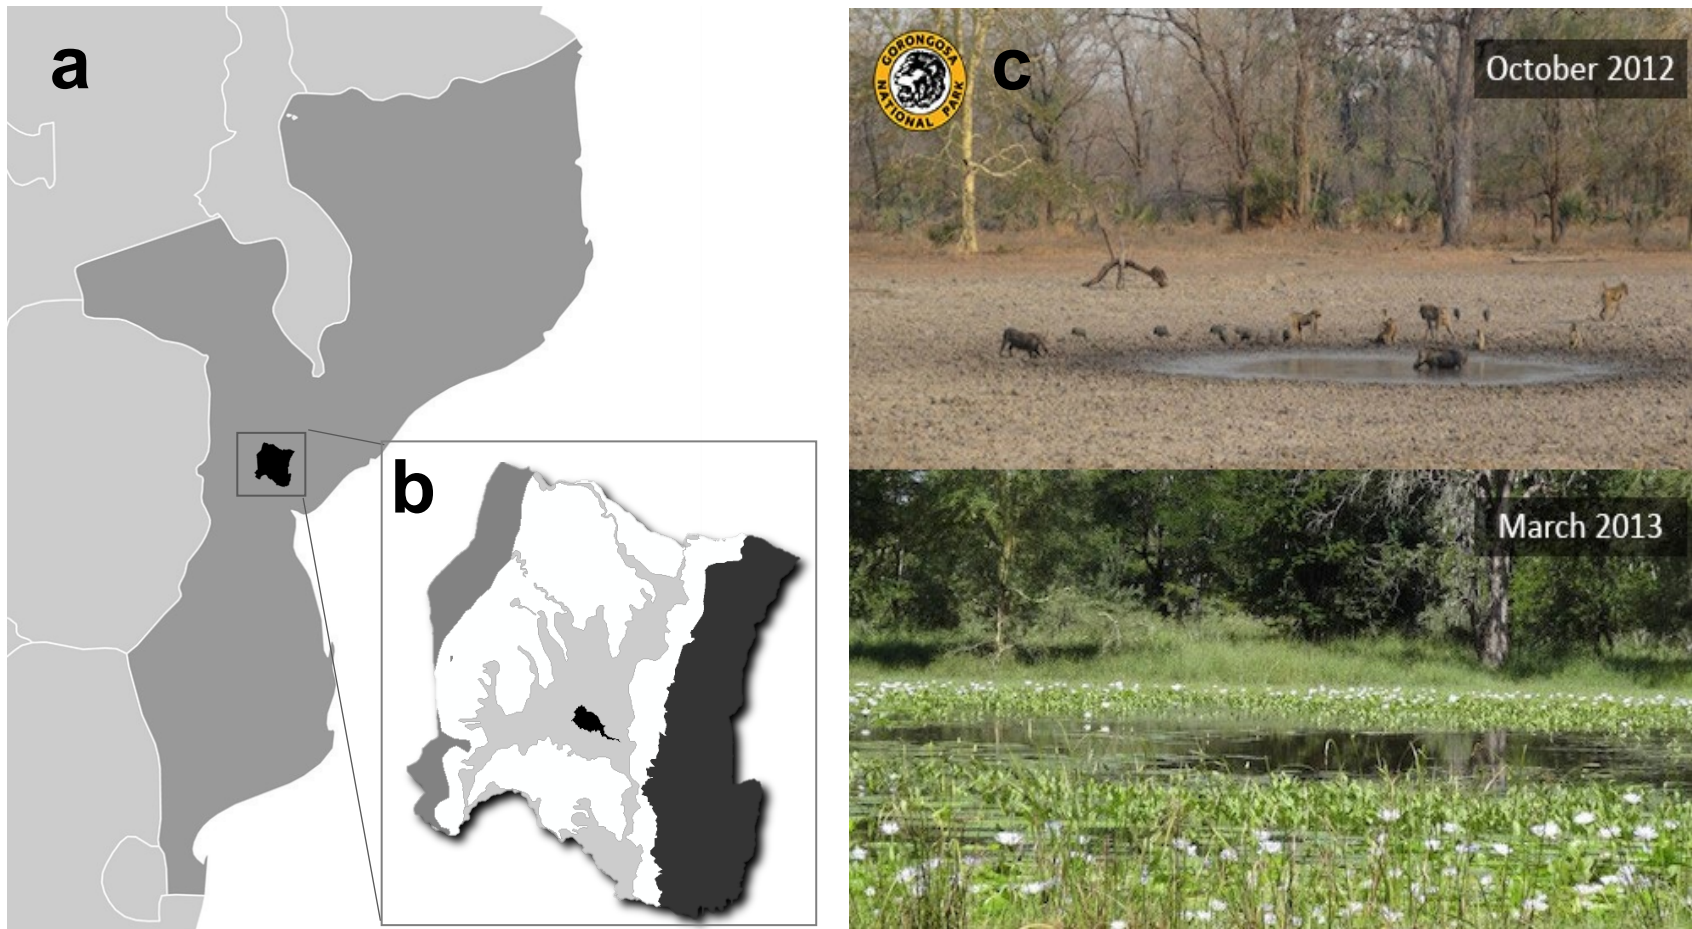 a
b
c
GORONGOSA
NATIONAL PARK
October 2012
March 2013